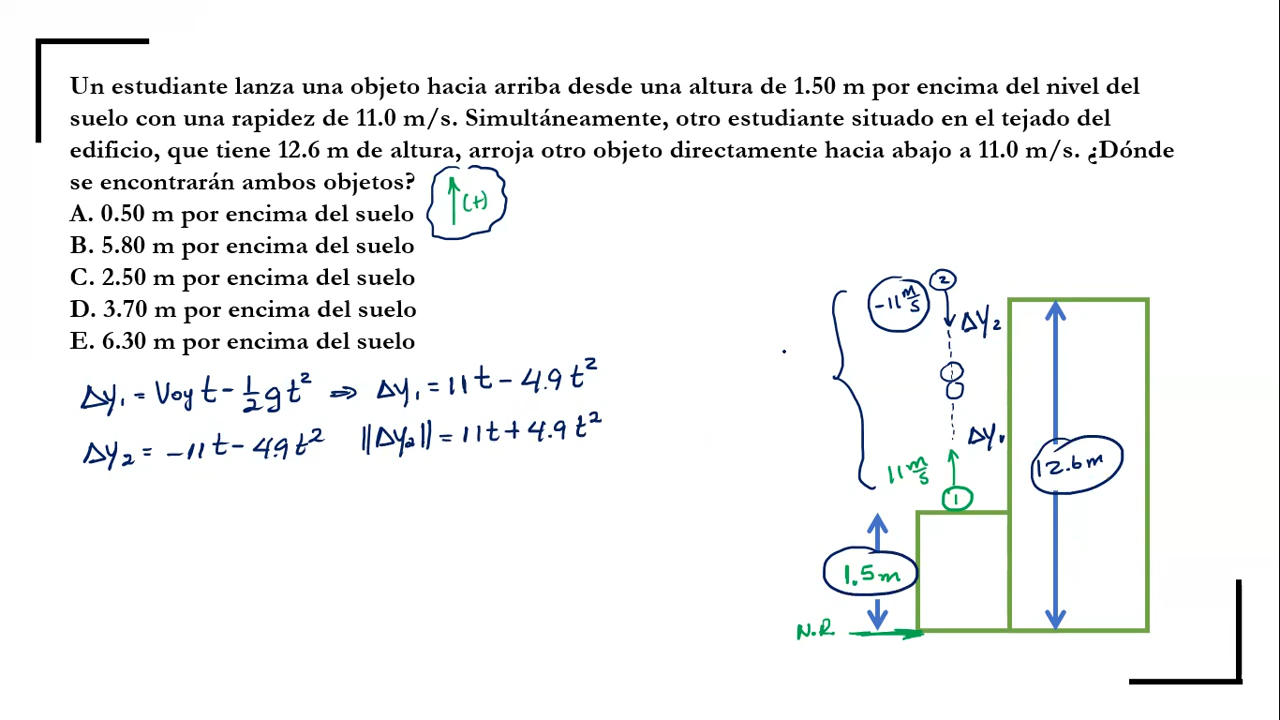 Un estudiante lanza una objeto hacia arriba desde una altura de 1.50 m por encima del nivel del
suelo con una rapidez de 11.0 m/s. Simultáneamente, otro estudiante situado en el tejado del
edificio, que tiene 12.6 m de altura, arroja otro objeto directamente hacia abajo a 11.0 m/s. ¿Dónde
se encontrarán ambos objetos?
↑(+)
A. 0.50 m por encima del suelo
B. 5.80 m por encima del suelo
C. 2.50 m por encima del suelo
D. 3.70 m por encima del suelo
E. 6.30 m por encima del suelo
Δy₁ = Voy t - ½gt² ⇒ Δy₁ = 11t - 4.9t²
Δy₂ = -11t - 4.9t² ||Δy₂|| = 11t + 4.9t²
2
-11 m/s
Δy₂
Δy₁
11 m/s
1
12.6m
1.5m
N.R